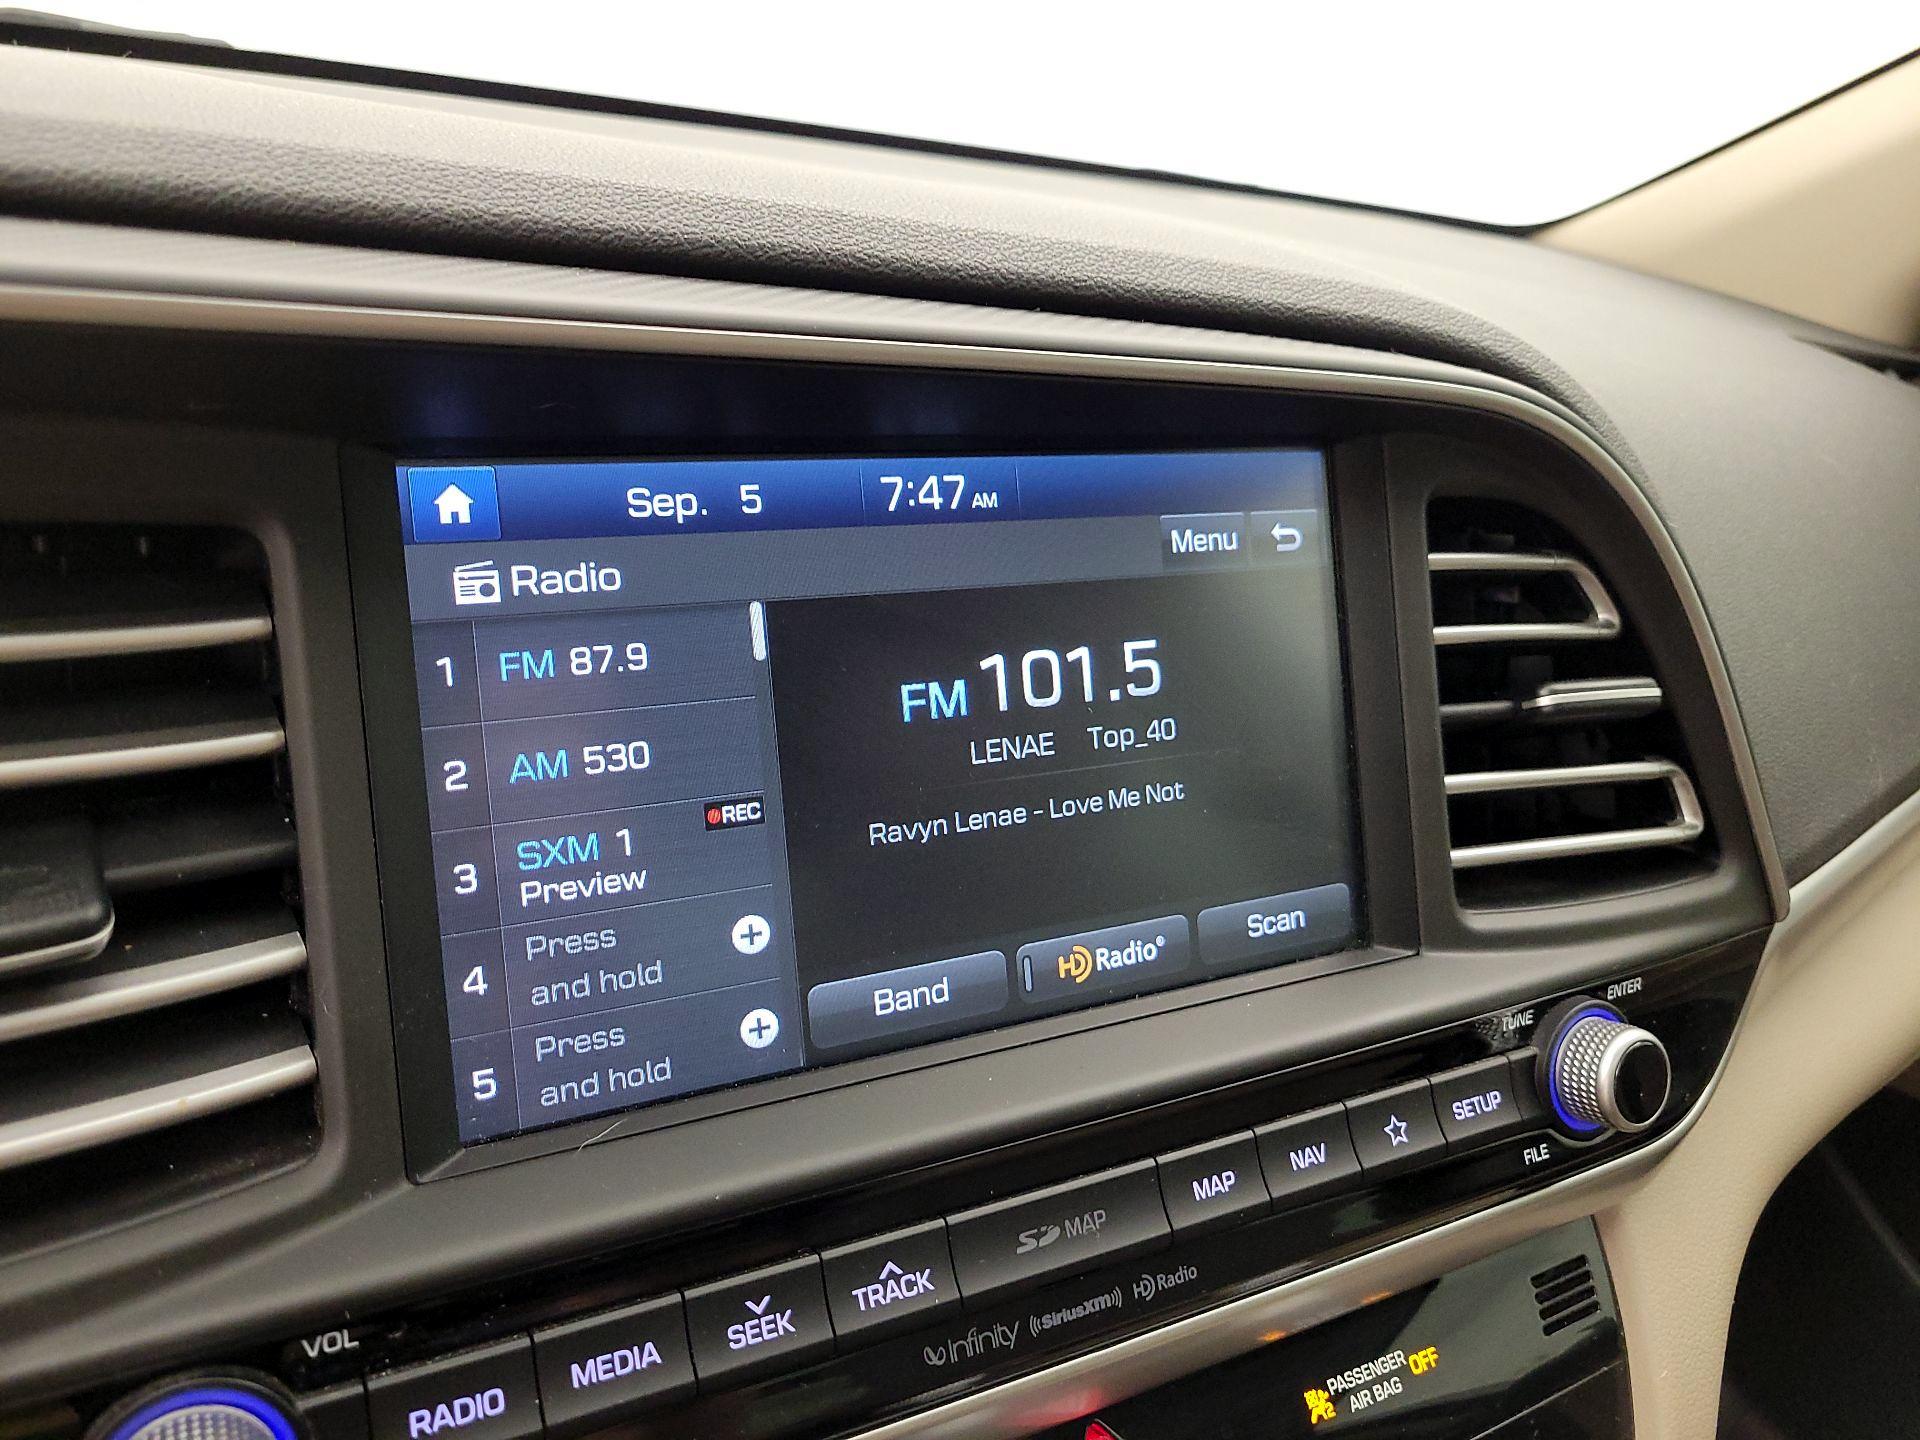 Sep. 5 7:47 AM
Menu
Radio
1 FM 87.9
2 AM 530
REC
3 SXM 1
Preview
4 Press
and hold
5 Press
and hold
FM 101.5
LENAE Top_40
Ravyn Lenae - Love Me Not
Band
HD Radio®
Scan
ENTER
TUNE
FILE
VOL
RADIO
MEDIA
SEEK
TRACK
SD MAP
MAP
NAV
SETUP
Infinity ((SiriusXM)) HD Radio
PASSENGER OFF
AIR BAG
2